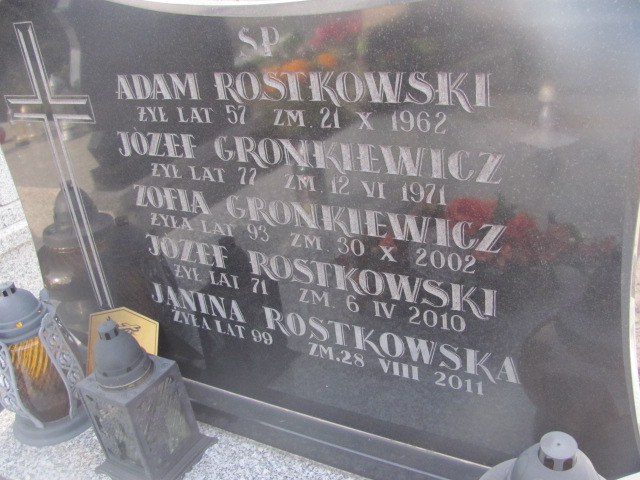 Ś.P
ADAM ROSTKOWSKI
ŻYŁ LAT 57 ZM. 21 X 1962
JÓZEF GRONKIEWICZ
ŻYŁ LAT 77 ZM. 12 VI 1971
ZOFIA GRONKIEWICZ
ŻYŁA LAT 93 ZM. 30 X 2002
JÓZEF ROSTKOWSKI
ŻYŁ LAT 71 ZM. 6 IV 2010
JANINA ROSTKOWSKA
ŻYŁA LAT 99 ZM. 28 VIII 2011